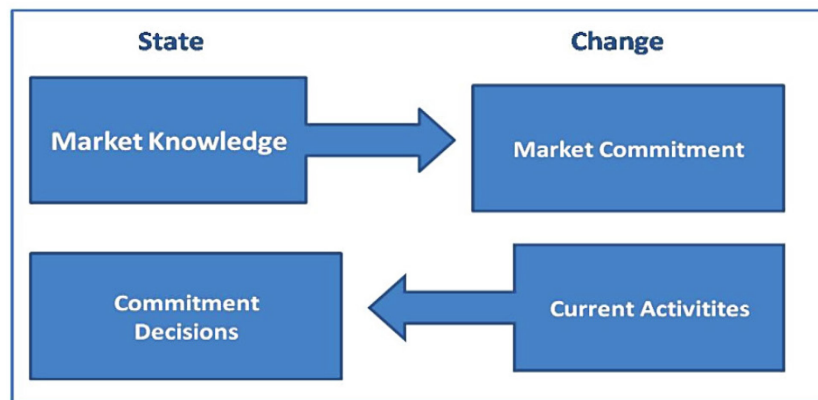 State
Change
Market Knowledge
Market Commitment
Commitment
Decisions
Current Activitites